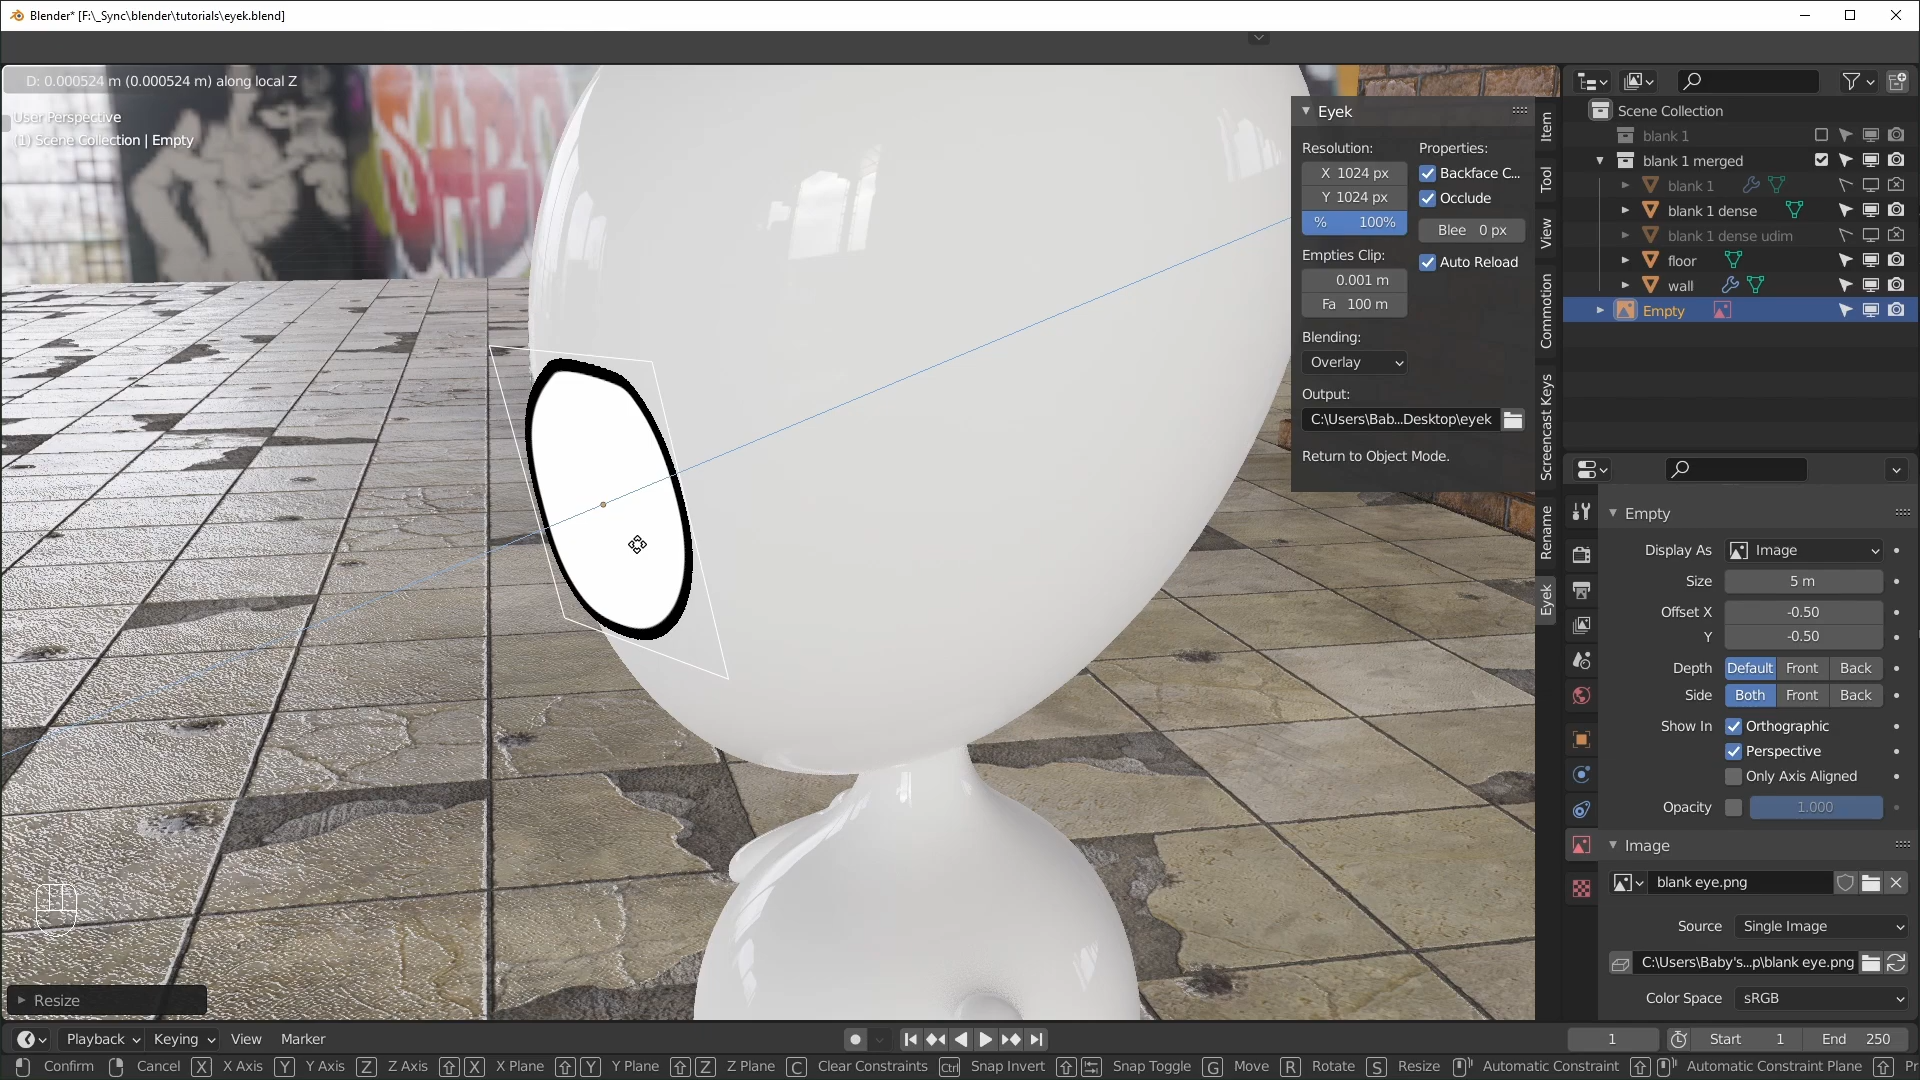 Blender* [F:\_Sync\blender\tutorials\eyek.blend]
D: 0.000524 m (0.000524 m) along local Z
User Perspective
(1) Scene Collection | Empty
Eyek
Resolution:
X 1024 px
Y 1024 px
% 100%
Empties Clip:
0.001 m
Fa 100 m
Blending:
Overlay
Output:
C:\Users\Bab...Desktop\eyek
Return to Object Mode.
Properties:
Backface C...
Occlude
Blee 0 px
Auto Reload
Item
Tool
View
Commotion
Screencast Keys
Rename
Eyek
Scene Collection
blank 1
blank 1 merged
blank 1
blank 1 dense
blank 1 dense udim
floor
wall
Empty
Empty
Display As Image
Size 5 m
Offset X -0.50
Y -0.50
Depth Default Front Back
Side Both Front Back
Show In Orthographic
Perspective
Only Axis Aligned
Opacity 1.000
Image
blank eye.png
Source Single Image
C:\Users\Baby's...p\blank eye.png
Color Space sRGB
Resize
Playback Keying View Marker
1 Start 1 End 250
Confirm Cancel X X Axis Y Y Axis Z Z Axis X X Plane Y Y Plane Z Z Plane C Clear Constraints Ctrl Snap Invert Snap Toggle G Move R Rotate S Resize Automatic Constraint Automatic Constraint Plane Pr